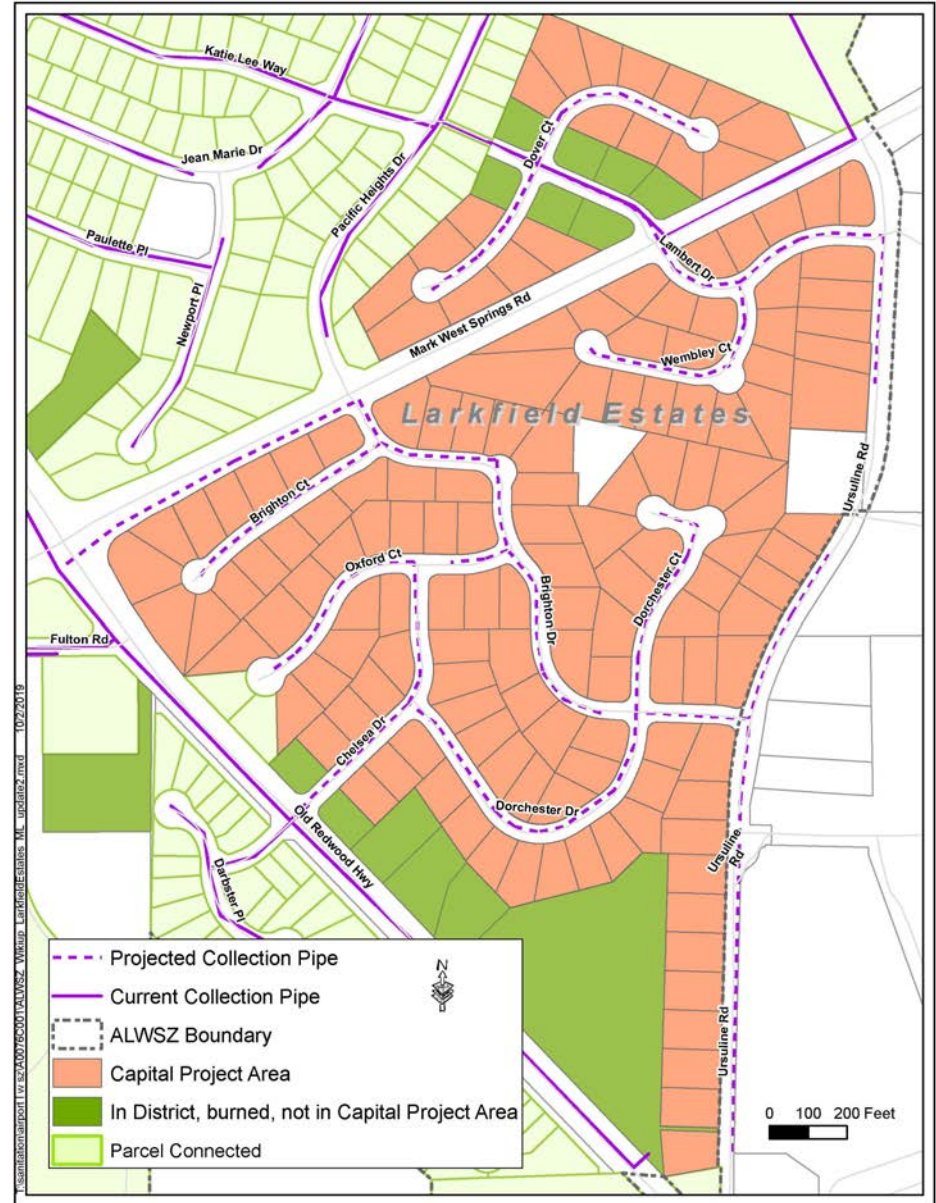 Katie Lee Way
Jean Marie Dr
Pacific Heights Dr
Dover Ct
Paulette Pl
Newport Pl
Lambert Dr
Mark West Springs Rd
Wembley Ct
Larkfield Estates
Ursuline Rd
Brighton Ct
Oxford Ct
Dorchester Ct
Brighton Dr
Fulton Rd
Chelsea Dr
Dorchester Dr
Old Redwood Hwy
Ursuline
Rd
Darbster Pl
Ursuline Rd
Projected Collection Pipe
Current Collection Pipe
ALWSZ Boundary
Capital Project Area
In District, burned, not in Capital Project Area
Parcel Connected
N
0 100 200 Feet
10/2/2019